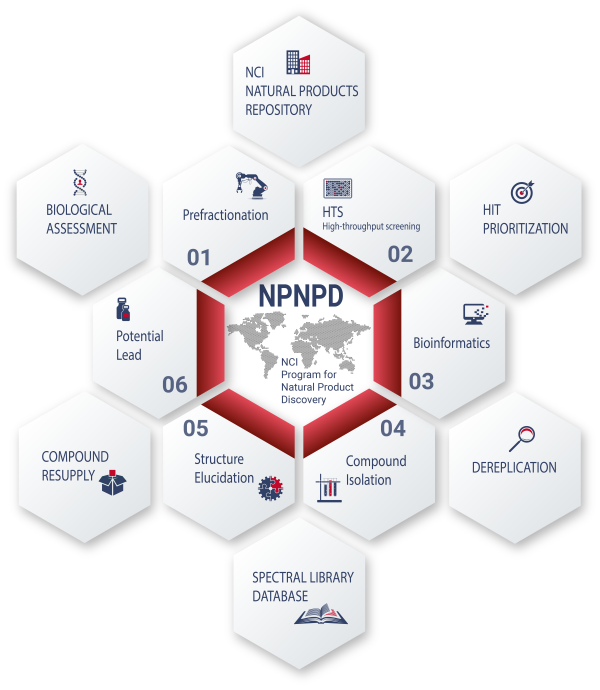 NCI
NATURAL PRODUCTS
REPOSITORY
BIOLOGICAL
ASSESSMENT
Prefractionation
01
HTS
High-throughput screening
02
HIT
PRIORITIZATION
NPNPD
NCI
Program for
Natural Product
Discovery
Potential
Lead
06
Bioinformatics
03
COMPOUND
RESUPPLY
05
Structure
Elucidation
04
Compound
Isolation
DEREPLICATION
SPECTRAL LIBRARY
DATABASE